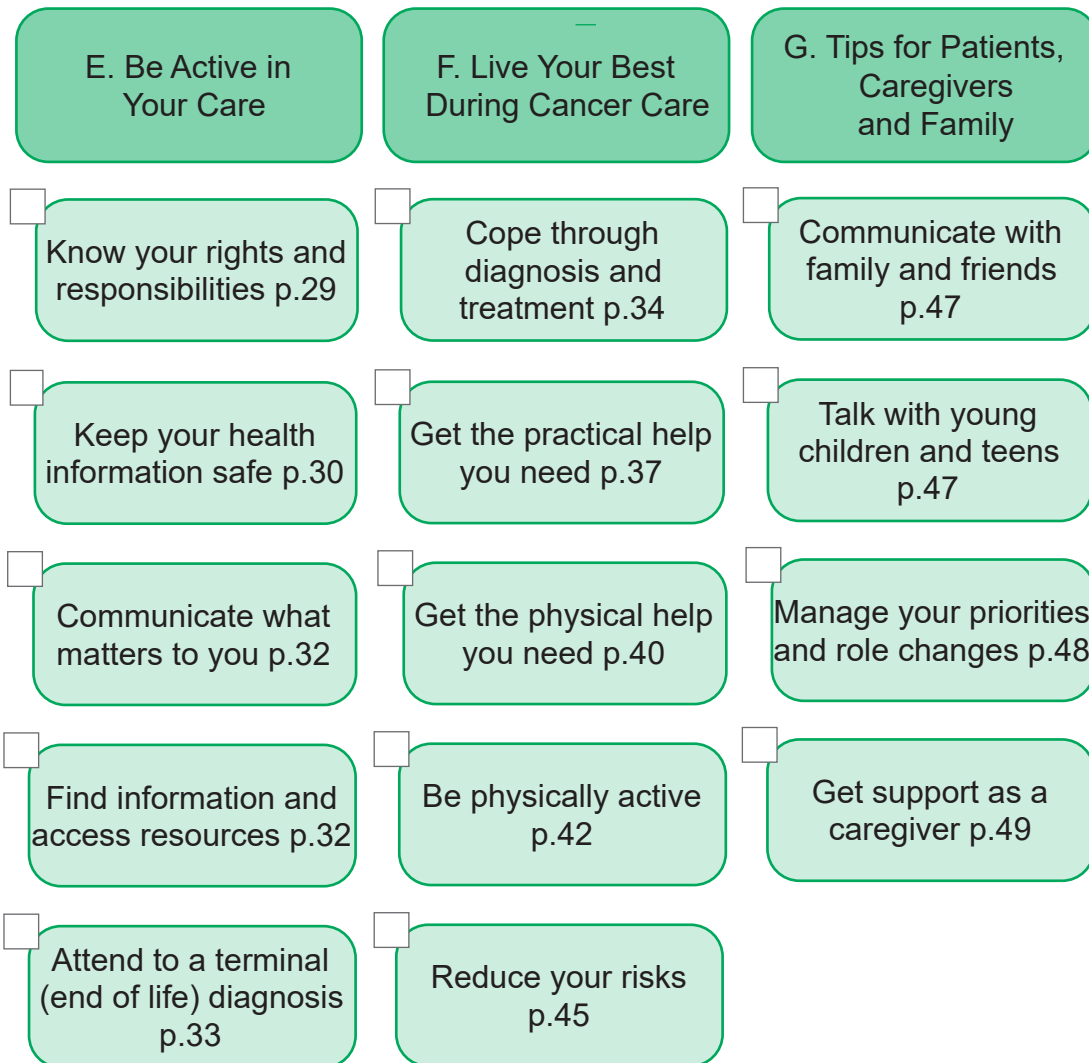 E. Be Active in
Your Care
Know your rights and
responsibilities p.29
Keep your health
information safe p.30
Communicate what
matters to you p.32
Find information and
access resources p.32
Attend to a terminal
(end of life) diagnosis
p.33
F. Live Your Best
During Cancer Care
Cope through
diagnosis and
treatment p.34
Get the practical help
you need p.37
Get the physical help
you need p.40
Be physically active
p.42
Reduce your risks
p.45
G. Tips for Patients,
Caregivers
and Family
Communicate with
family and friends
p.47
Talk with young
children and teens
p.47
Manage your priorities
and role changes p.48
Get support as a
caregiver p.49